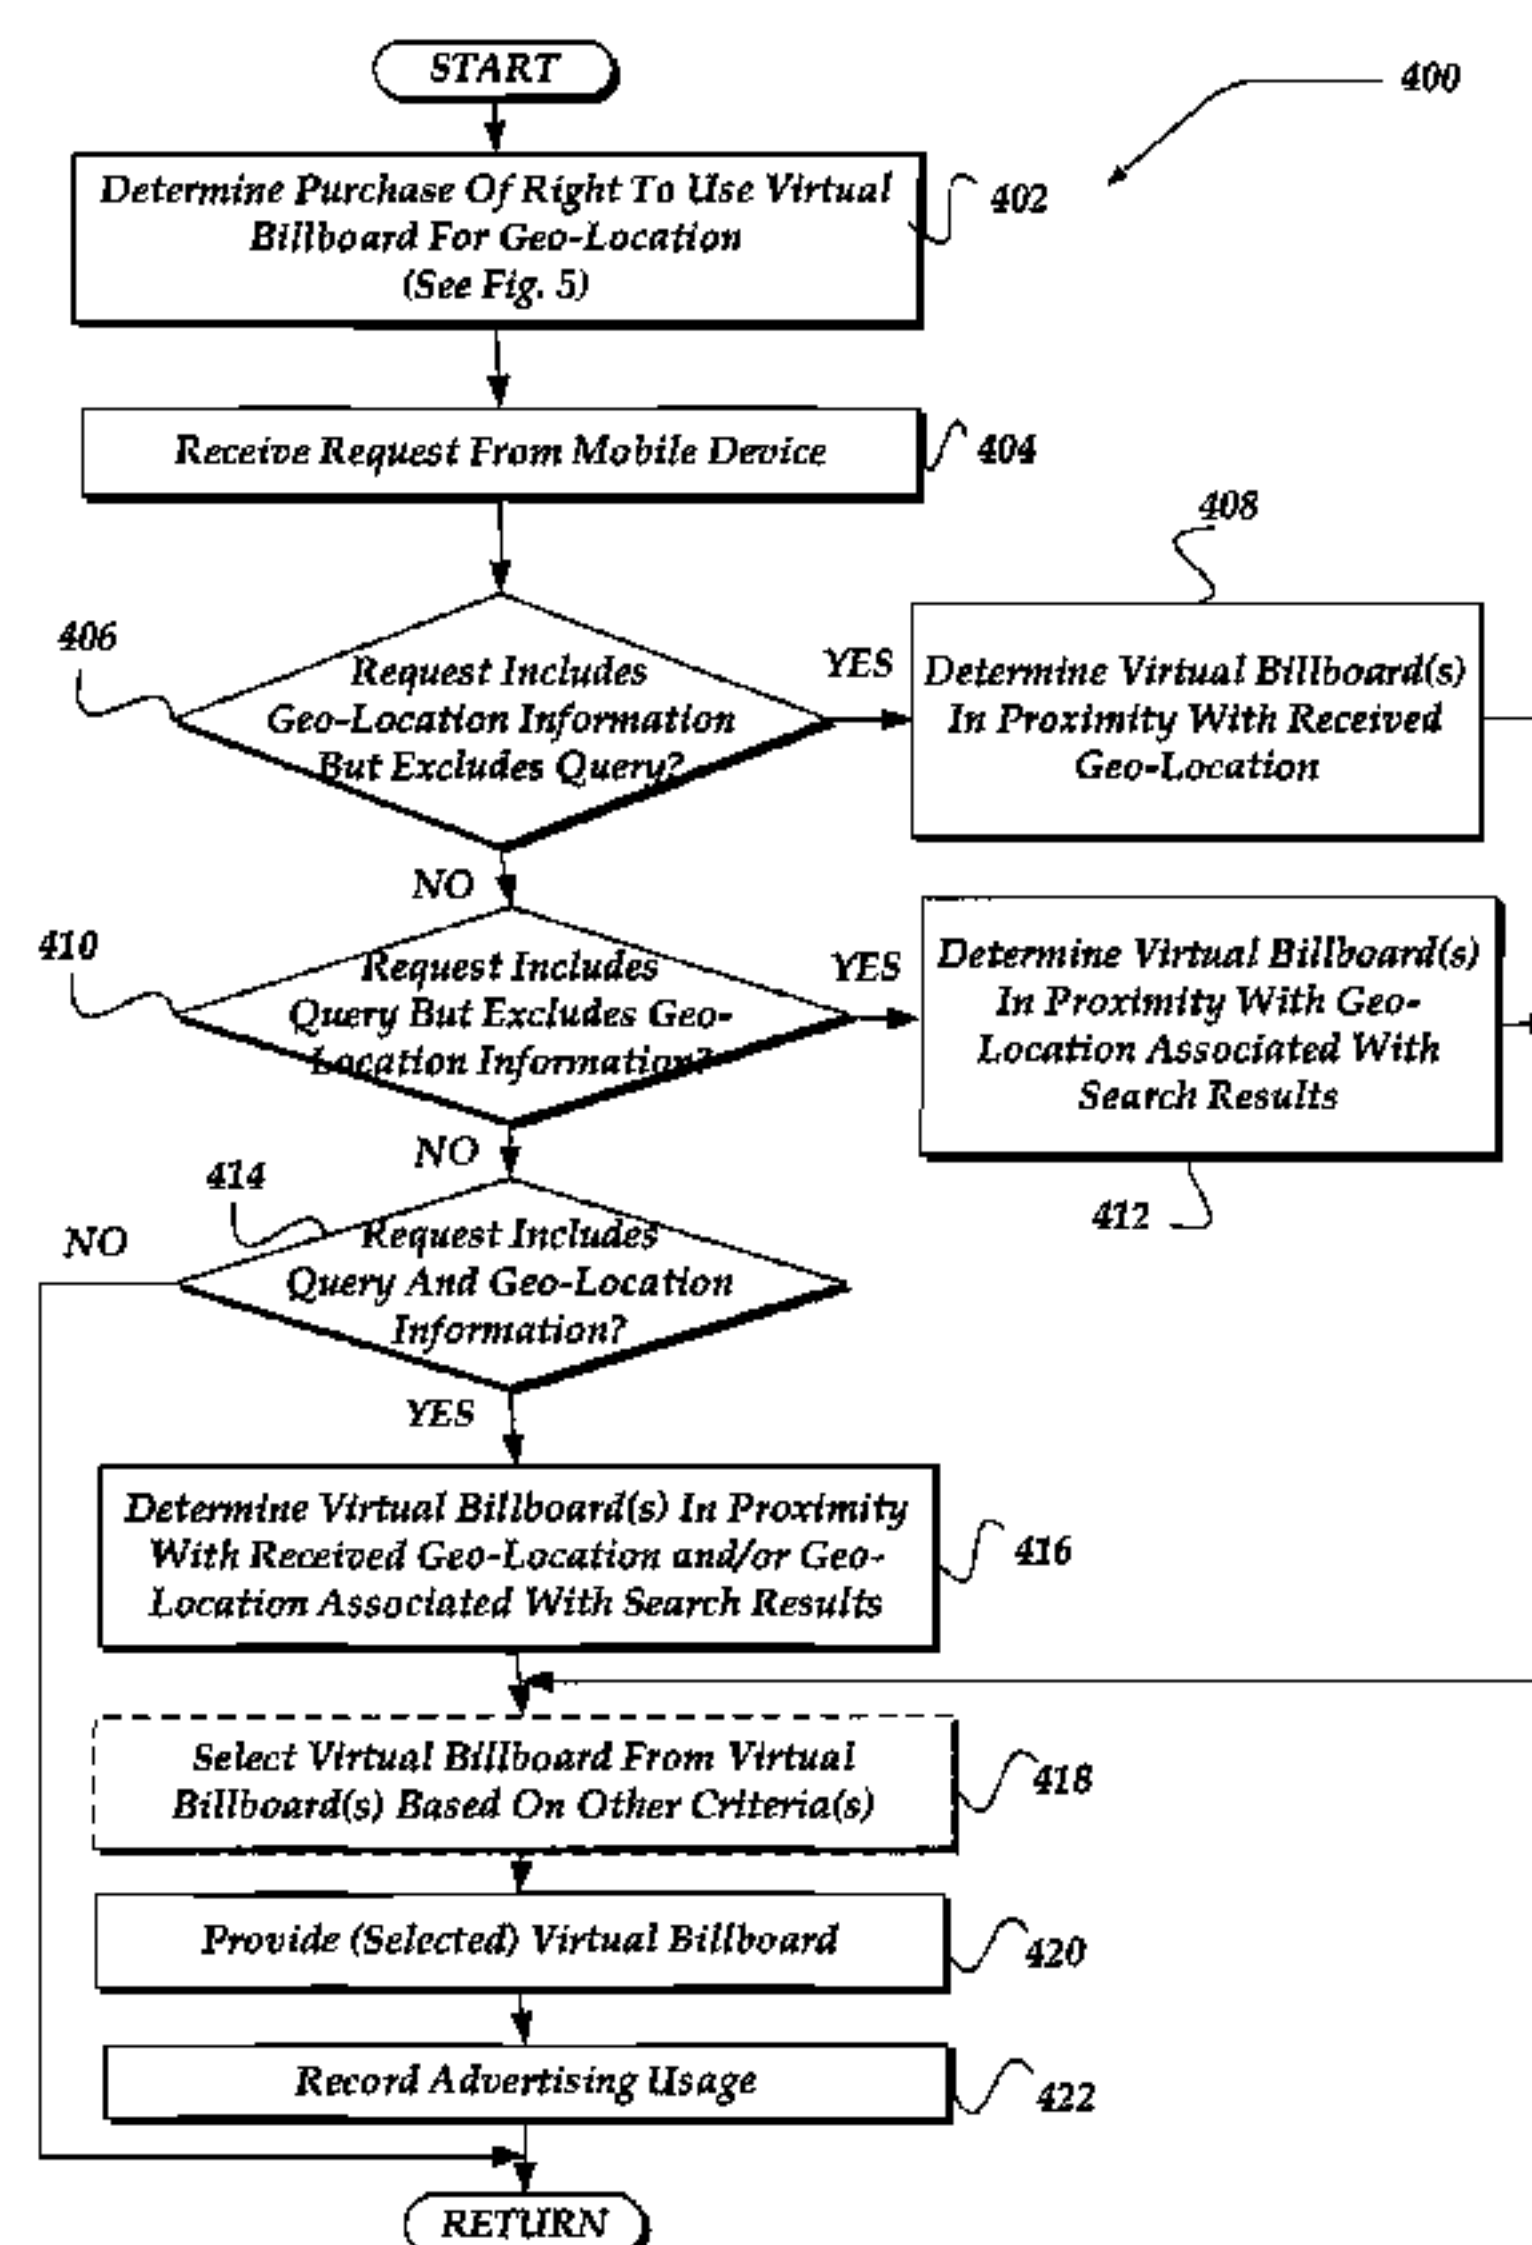 START
400
Determine Purchase Of Right To Use Virtual
Billboard For Geo-Location
(See Fig. 5)
402
Receive Request From Mobile Device
404
408
406
Request Includes
Geo-Location Information
But Excludes Query?
YES
Determine Virtual Billboard(s)
In Proximity With Received
Geo-Location
NO
410
Request Includes
Query But Excludes Geo-
Location Information?
YES
Determine Virtual Billboard(s)
In Proximity With Geo-
Location Associated With
Search Results
NO
412
414
NO
Request Includes
Query And Geo-Location
Information?
YES
Determine Virtual Billboard(s) In Proximity
With Received Geo-Location and/or Geo-
Location Associated With Search Results
416
Select Virtual Billboard From Virtual
Billboard(s) Based On Other Criteria(s)
418
Provide (Selected) Virtual Billboard
420
Record Advertising Usage
422
RETURN